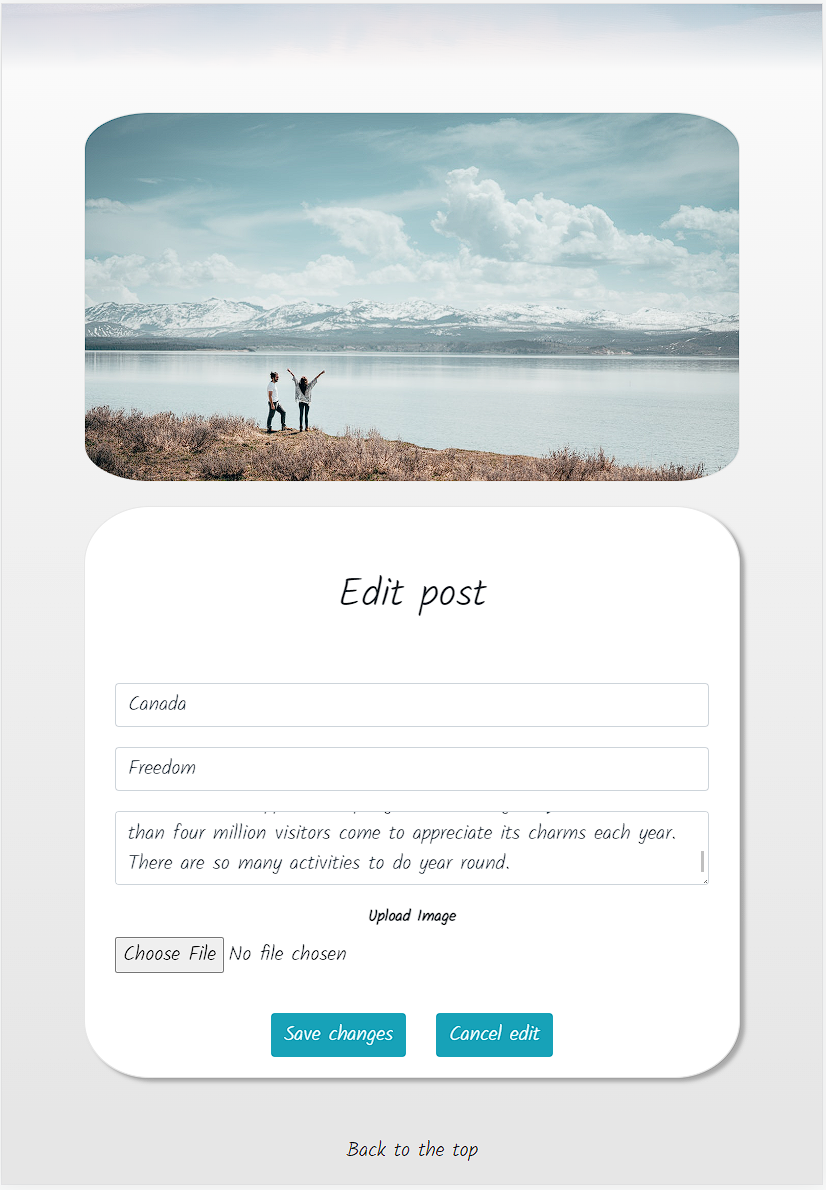 Edit post
Canada
Freedom
than four million visitors come to appreciate its charms each year.
There are so many activities to do year round.
Upload Image
Choose File No file chosen
Save changes Cancel edit
Back to the top